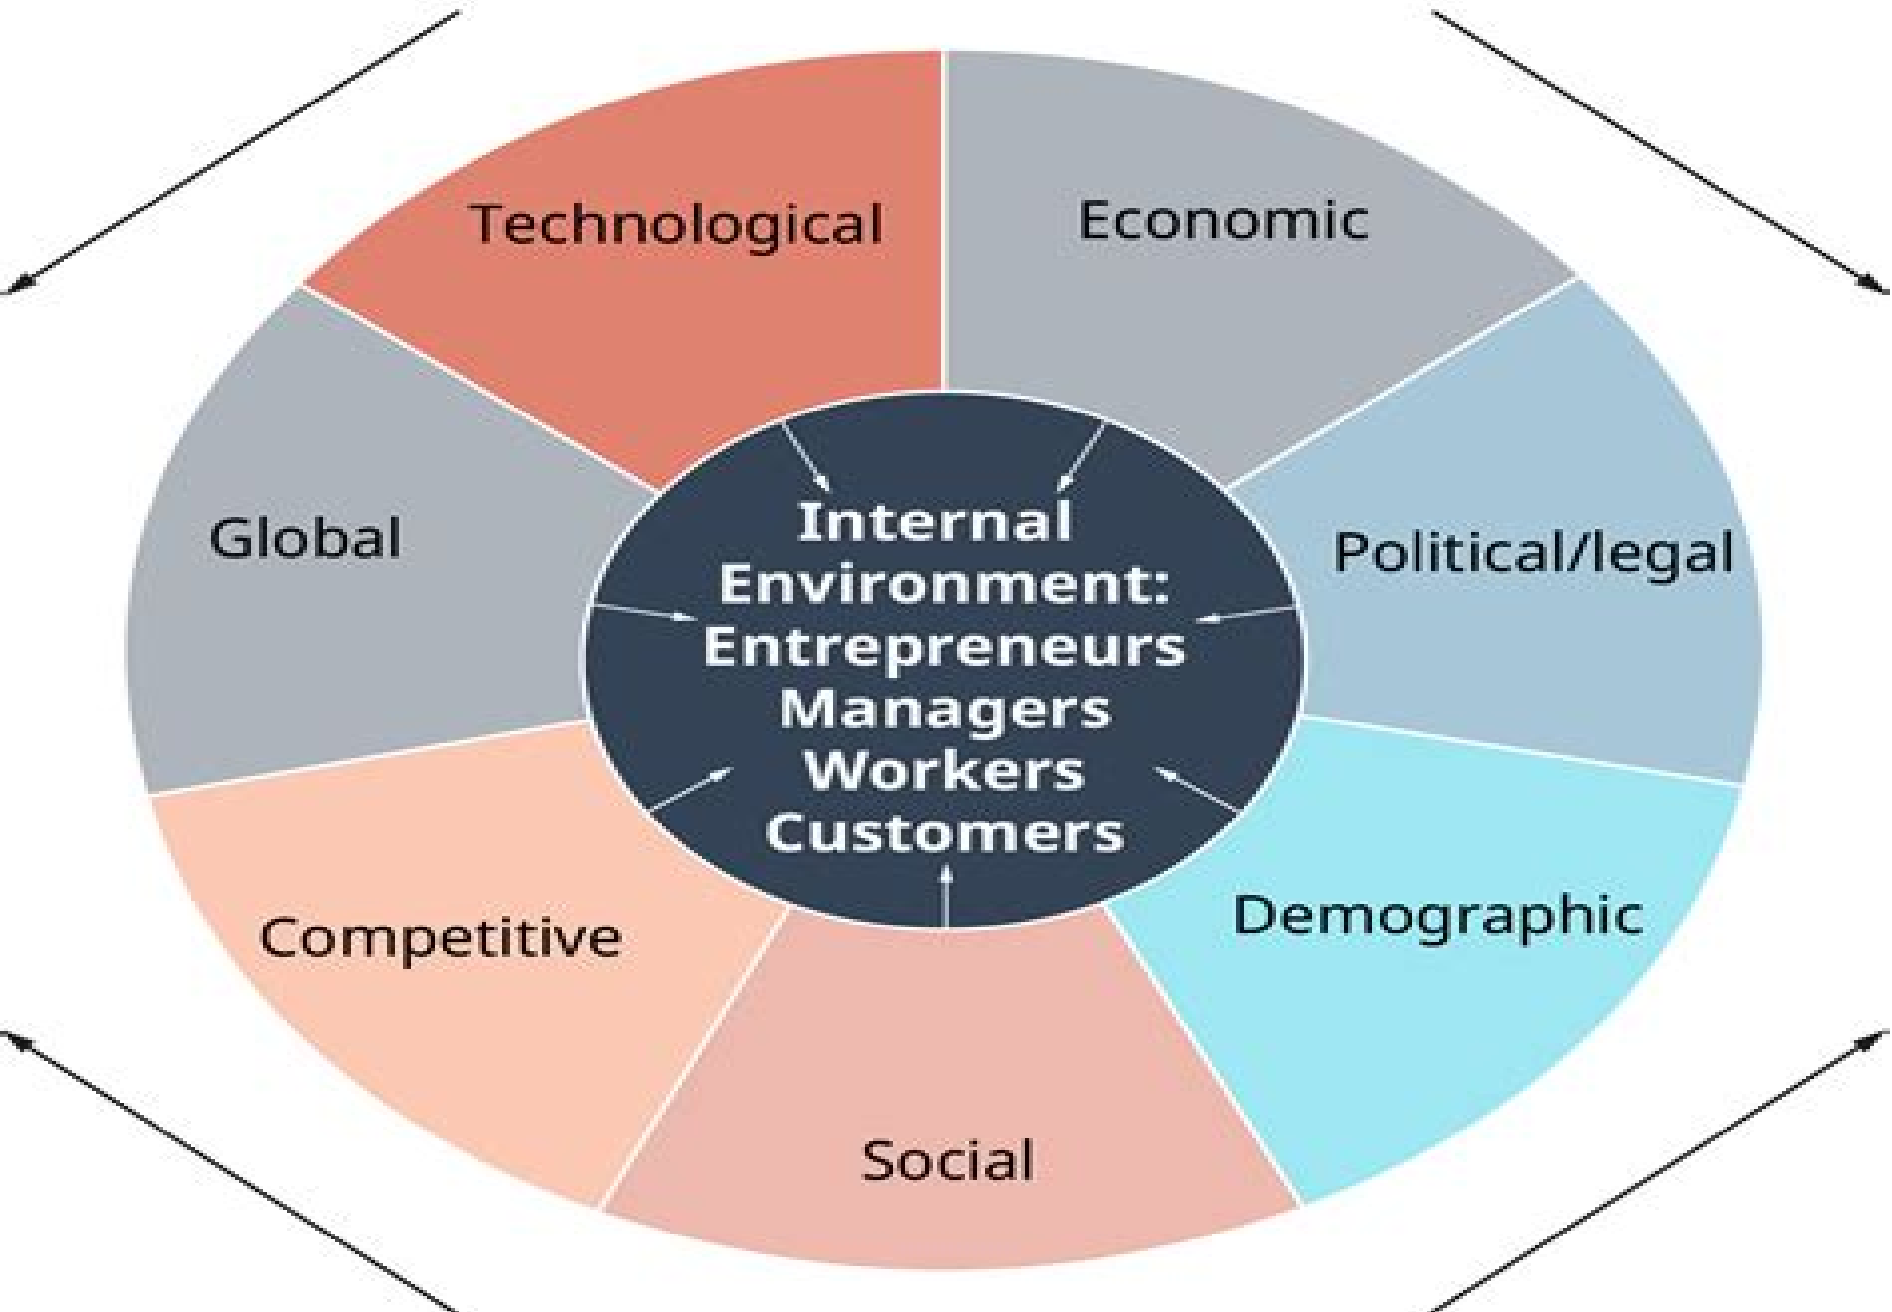 Technological
Economic
Global
Political/legal
Internal
Environment:
Entrepreneurs
Managers
Workers
Customers
Competitive
Demographic
Social